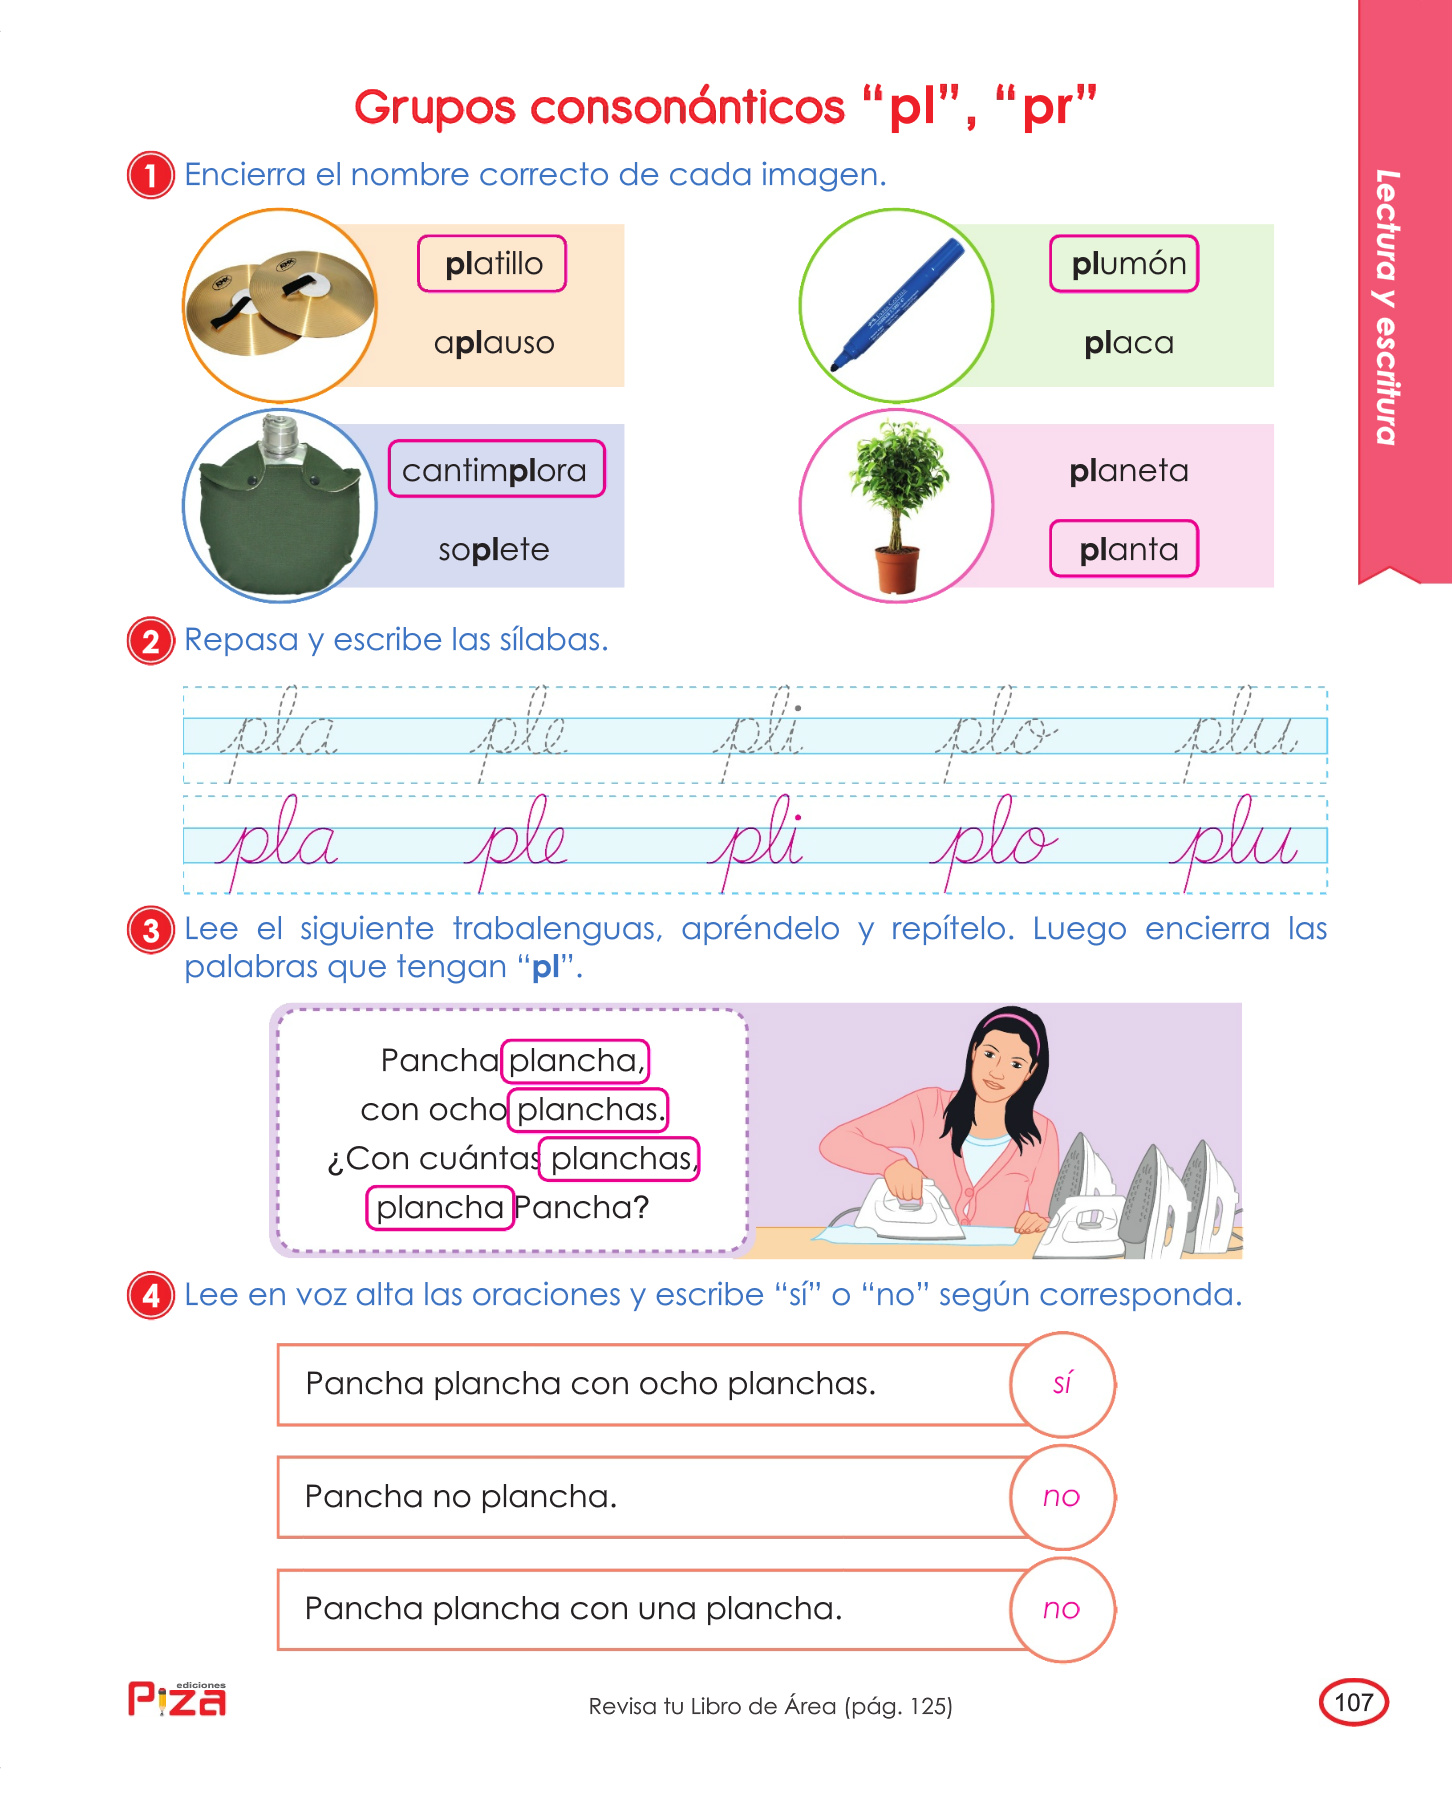 Grupos consonánticos “pl”, “pr”
Lectura y escritura
1 Encierra el nombre correcto de cada imagen.
platillo
aplauso
plumón
placa
cantimplora
soplete
planeta
planta
2 Repasa y escribe las sílabas.
pla ple pli plo plu
pla ple pli plo plu
3 Lee el siguiente trabalenguas, apréndelo y repítelo. Luego encierra las
palabras que tengan “pl”.
Pancha plancha,
con ocho planchas.
¿Con cuántas planchas,
plancha Pancha?
4 Lee en voz alta las oraciones y escribe “sí” o “no” según corresponda.
Pancha plancha con ocho planchas. sí
Pancha no plancha. no
Pancha plancha con una plancha. no
ediciones
Piza
Revisa tu Libro de Área (pág. 125)
107